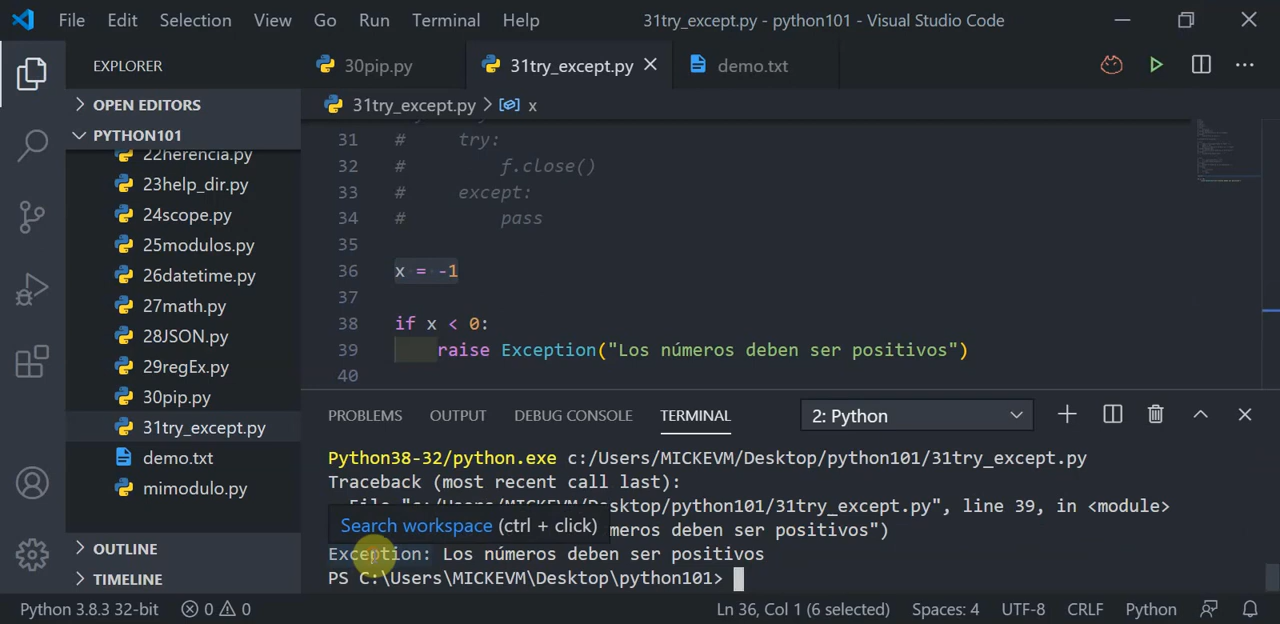 File Edit Selection View Go Run Terminal Help 31try_except.py - python101 - Visual Studio Code
EXPLORER
OPEN EDITORS
PYTHON101
22herencia.py
23help_dir.py
24scope.py
25modulos.py
26datetime.py
27math.py
28JSON.py
29regEx.py
30pip.py
31try_except.py
demo.txt
mimodulo.py
OUTLINE
TIMELINE
30pip.py 31try_except.py demo.txt
31try_except.py > x
31 # try:
32 # f.close()
33 # except:
34 # pass
35
36 x = -1
37
38 if x < 0:
39 raise Exception("Los números deben ser positivos")
40
PROBLEMS OUTPUT DEBUG CONSOLE TERMINAL 2: Python
Python38-32/python.exe c:/Users/MICKEVM/Desktop/python101/31try_except.py
Traceback (most recent call last):
File "c:/Users/MICKEVM/Desktop/python101/31try_except.py", line 39, in <module>
Search workspace (ctrl + click) meros deben ser positivos")
Exception: Los números deben ser positivos
PS C:\Users\MICKEVM\Desktop\python101>
Python 3.8.3 32-bit 0 0 Ln 36, Col 1 (6 selected) Spaces: 4 UTF-8 CRLF Python